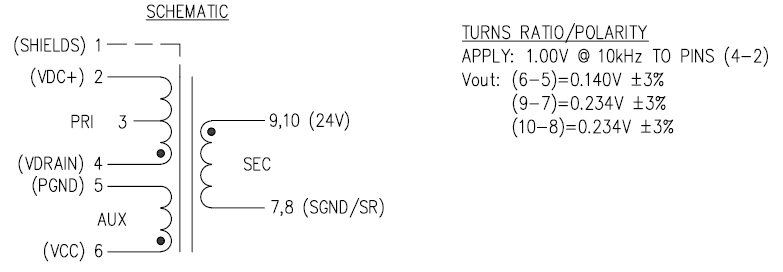 SCHEMATIC
(SHIELDS) 1
(VDC+) 2
PRI 3
(VDRAIN) 4
(PGND) 5
AUX
(VCC) 6
9,10 (24V)
SEC
7,8 (SGND/SR)
TURNS RATIO/POLARITY
APPLY: 1.00V @ 10kHz TO PINS (4-2)
Vout: (6-5)=0.140V ±3%
(9-7)=0.234V ±3%
(10-8)=0.234V ±3%